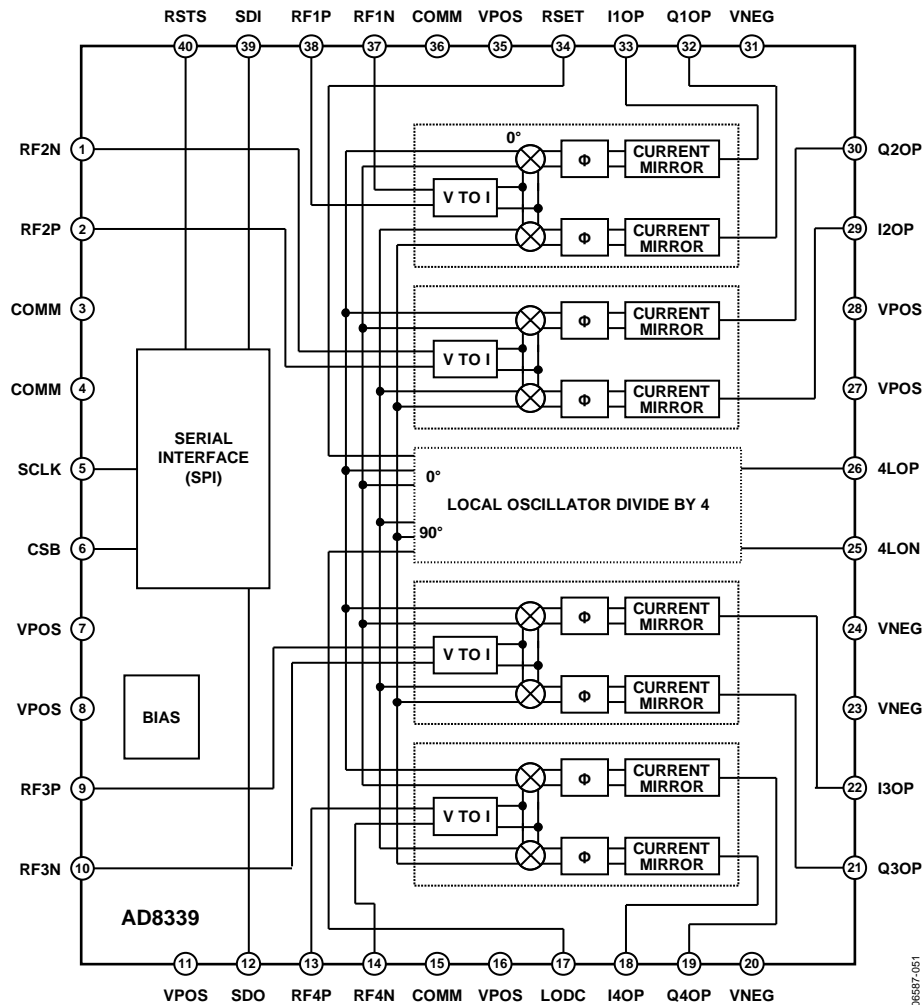 RSTS SDI RF1P RF1N COMM VPOS RSET I1OP Q1OP VNEG
40 39 38 37 36 35 34 33 32 31
0°
RF2N 1 Φ CURRENT MIRROR 30 Q2OP
V TO I
RF2P 2 Φ CURRENT MIRROR 29 I2OP
COMM 3 Φ CURRENT MIRROR 28 VPOS
V TO I
COMM 4 Φ CURRENT MIRROR 27 VPOS
SERIAL
INTERFACE
(SPI)
SCLK 5 0° 26 4LOP
LOCAL OSCILLATOR DIVIDE BY 4
CSB 6 90° 25 4LON
VPOS 7 Φ CURRENT MIRROR 24 VNEG
V TO I
VPOS 8 BIAS Φ CURRENT MIRROR 23 VNEG
RF3P 9 Φ CURRENT MIRROR 22 I3OP
V TO I
RF3N 10 Φ CURRENT MIRROR 21 Q3OP
AD8339
11 12 13 14 15 16 17 18 19 20
VPOS SDO RF4P RF4N COMM VPOS LODC I4OP Q4OP VNEG
06587-051